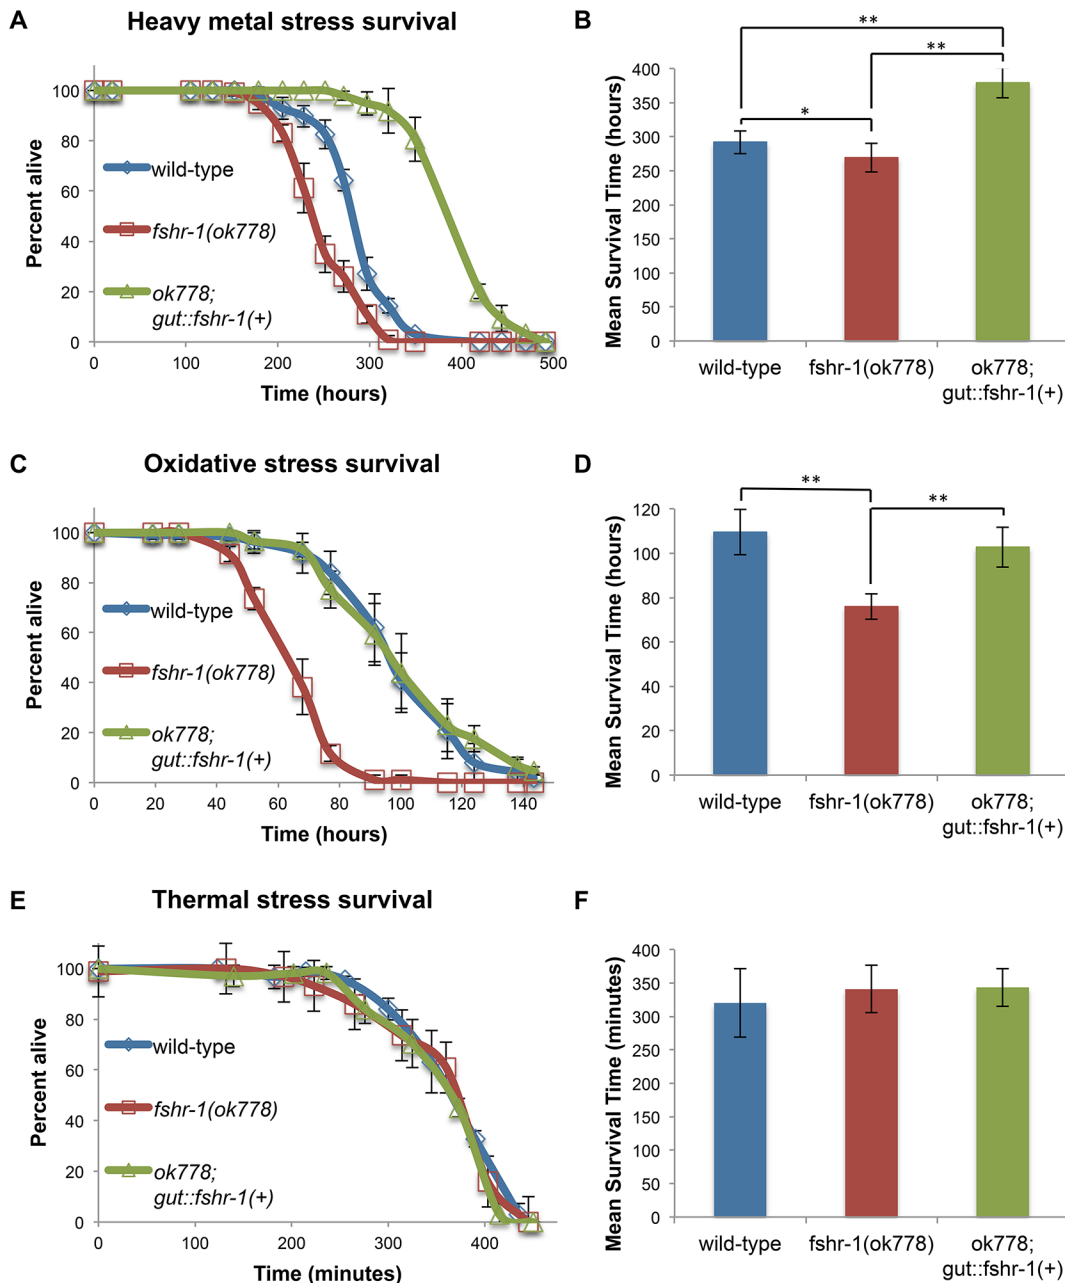 A
Heavy metal stress survival
Percent alive
100
80
60
40
20
0
wild-type
fshr-1(ok778)
ok778;
gut::fshr-1(+)
0 100 200 300 400 500
Time (hours)
B
Mean Survival Time (hours)
400
350
300
250
200
150
100
50
0
**
**
*
wild-type fshr-1(ok778) ok778;
gut::fshr-1(+)
C
Oxidative stress survival
Percent alive
100
80
60
40
20
0
wild-type
fshr-1(ok778)
ok778;
gut::fshr-1(+)
0 20 40 60 80 100 120 140
Time (hours)
D
Mean Survival Time (hours)
120
100
80
60
40
20
0
**
**
wild-type fshr-1(ok778) ok778;
gut::fshr-1(+)
E
Thermal stress survival
Percent alive
100
80
60
40
20
0
wild-type
fshr-1(ok778)
ok778;
gut::fshr-1(+)
0 100 200 300 400
Time (minutes)
F
Mean Survival Time (minutes)
400
350
300
250
200
150
100
50
0
wild-type fshr-1(ok778) ok778;
gut::fshr-1(+)